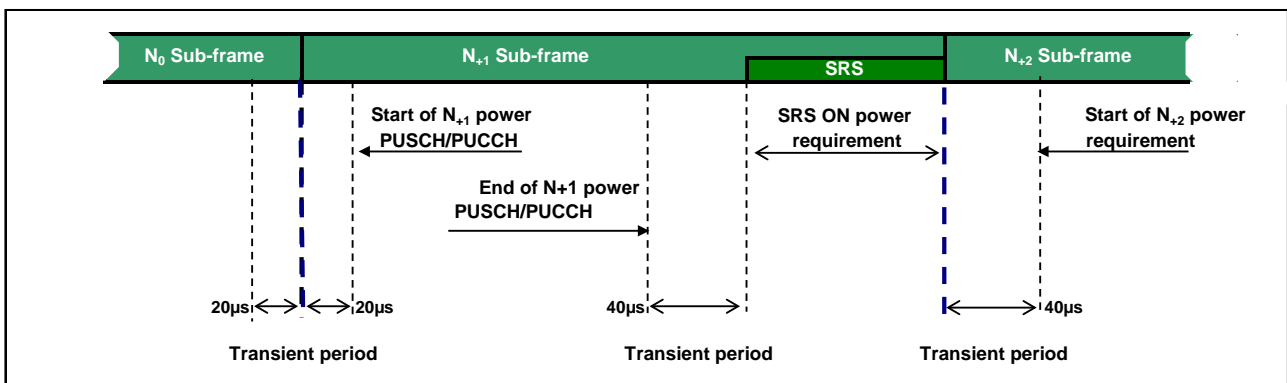 N₀ Sub-frame
N₊₁ Sub-frame
SRS
N₊₂ Sub-frame
Start of N₊₁ power
PUSCH/PUCCH
SRS ON power
requirement
Start of N₊₂ power
requirement
End of N+1 power
PUSCH/PUCCH
20µs
20µs
40µs
40µs
Transient period
Transient period
Transient period